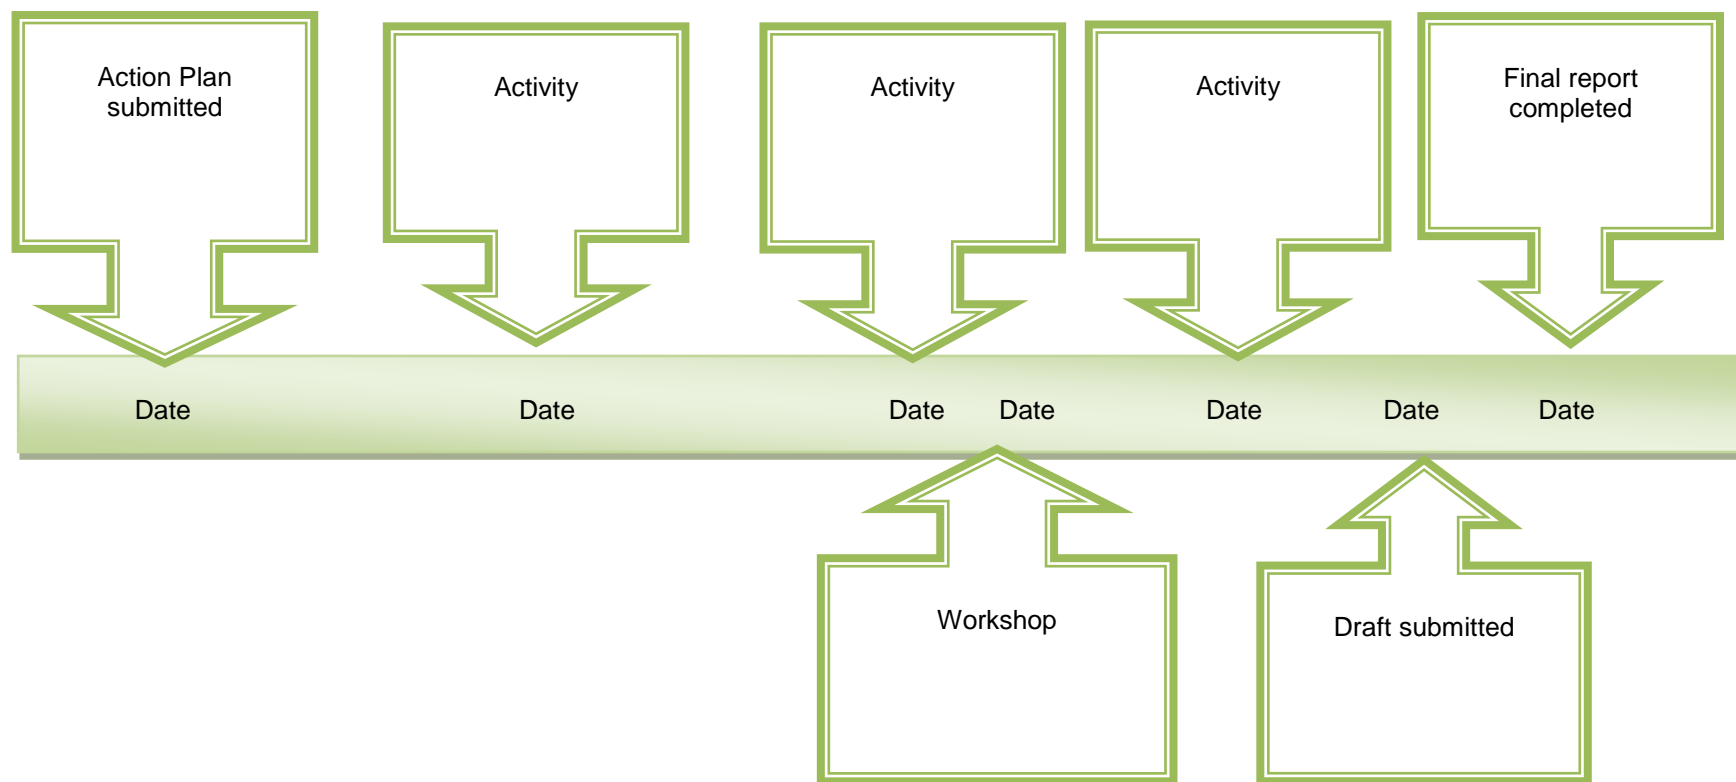 Action Plan
submitted
Activity
Activity
Activity
Final report
completed
Date
Date
Date
Date
Date
Date
Date
Workshop
Draft submitted